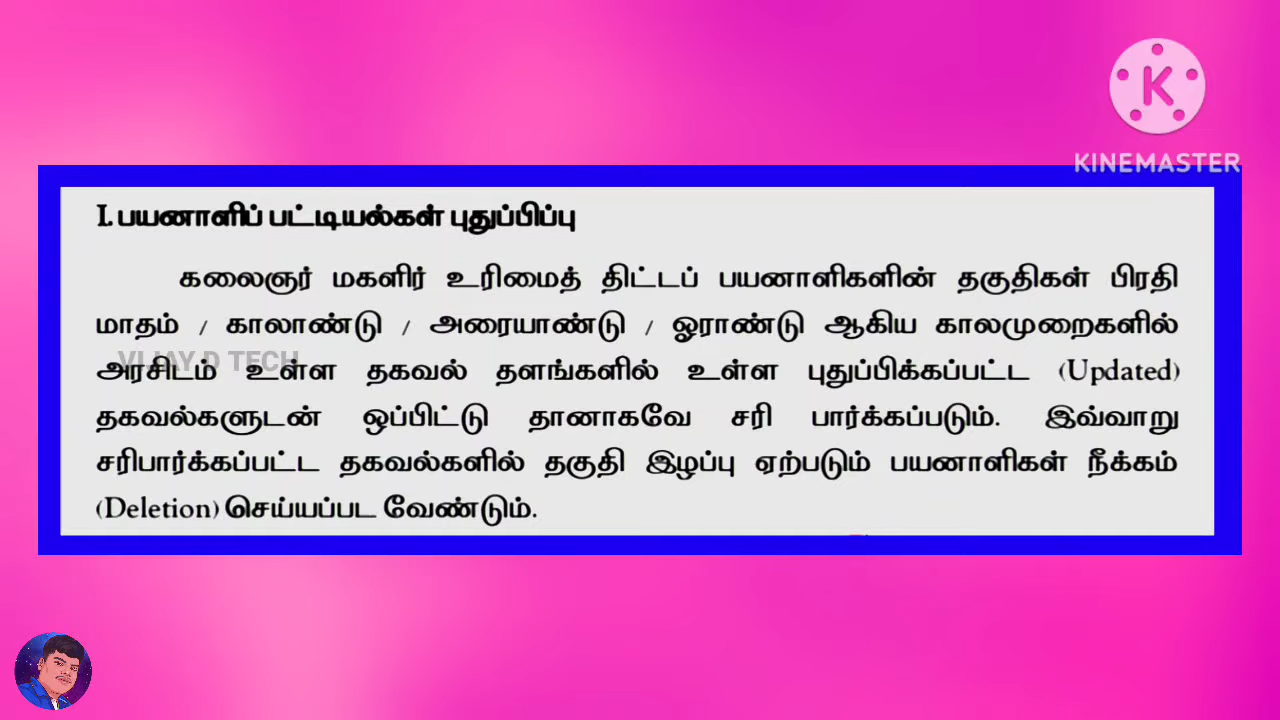 KINEMASTER
I. பயனாளிப் பட்டியல்கள் புதுப்பிப்பு
கலைஞர் மகளிர் உரிமைத் திட்டப் பயனாளிகளின் தகுதிகள் பிரதி
மாதம் / காலாண்டு / அரையாண்டு / ஓராண்டு ஆகிய காலமுறைகளில்
VIJAY D TECH
அரசிடம் உள்ள தகவல் தளங்களில் உள்ள புதுப்பிக்கப்பட்ட (Updated)
தகவல்களுடன் ஒப்பிட்டு தானாகவே சரி பார்க்கப்படும். இவ்வாறு
சரிபார்க்கப்பட்ட தகவல்களில் தகுதி இழப்பு ஏற்படும் பயனாளிகள் நீக்கம்
(Deletion) செய்யப்பட வேண்டும்.